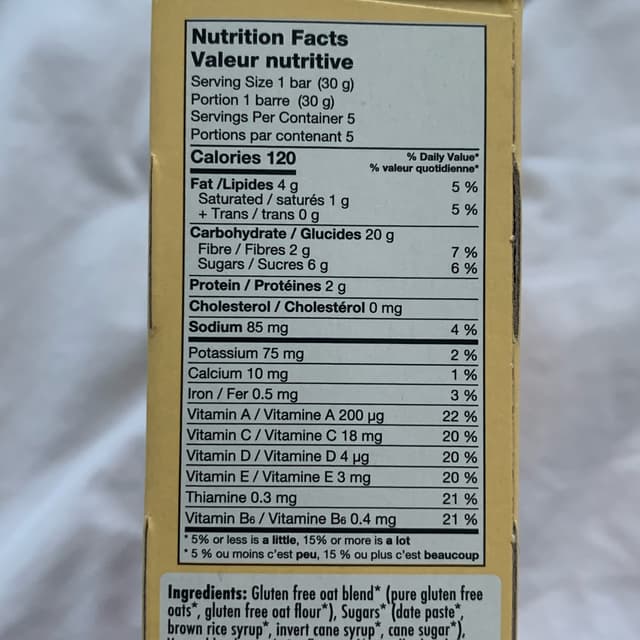 Nutrition Facts
Valeur nutritive
Serving Size 1 bar (30 g)
Portion 1 barre (30 g)
Servings Per Container 5
Portions par contenant 5
Calories 120
% Daily Value*
% valeur quotidienne*
Fat /Lipides 4 g 5 %
Saturated / saturés 1 g
+ Trans / trans 0 g 5 %
Carbohydrate / Glucides 20 g
Fibre / Fibres 2 g 7 %
Sugars / Sucres 6 g 6 %
Protein / Protéines 2 g
Cholesterol / Cholestérol 0 mg
Sodium 85 mg 4 %
Potassium 75 mg 2 %
Calcium 10 mg 1 %
Iron / Fer 0.5 mg 3 %
Vitamin A / Vitamine A 200 µg 22 %
Vitamin C / Vitamine C 18 mg 20 %
Vitamin D / Vitamine D 4 µg 20 %
Vitamin E / Vitamine E 3 mg 20 %
Thiamine 0.3 mg 21 %
Vitamin B6 / Vitamine B6 0.4 mg 21 %
* 5% or less is a little, 15% or more is a lot
* 5 % ou moins c'est peu, 15 % ou plus c'est beaucoup
Ingredients: Gluten free oat blend* (pure gluten free
oats*, gluten free oat flour*), Sugars* (date paste*,
brown rice syrup*, invert cane syrup*, cane sugar*),